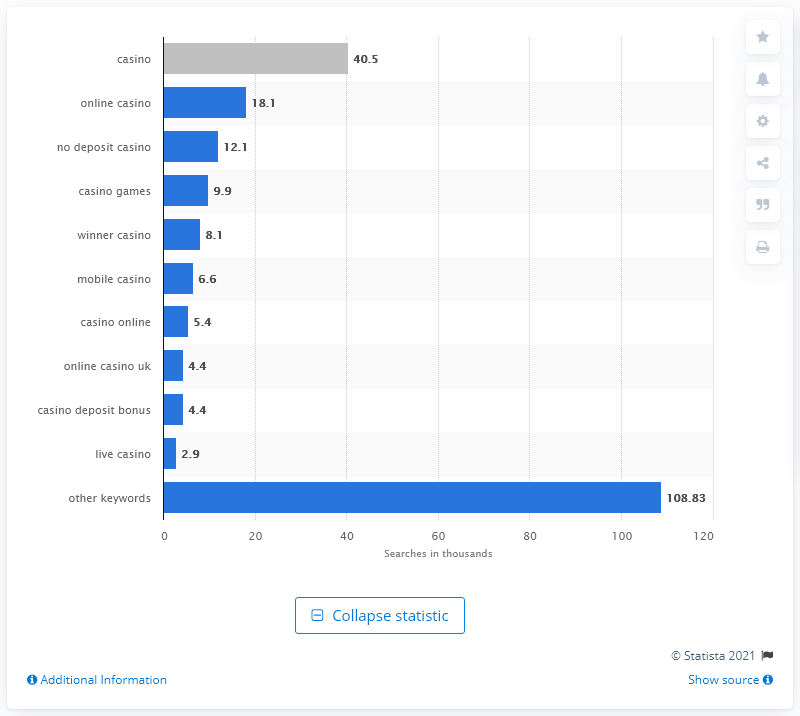 casino 40.5
online casino 18.1
no deposit casino 12.1
casino games 9.9
winner casino 8.1
mobile casino 6.6
casino online 5.4
online casino uk 4.4
casino deposit bonus 4.4
live casino 2.9
other keywords 108.83
0 20 40 60 80 100 120
Searches in thousands
Collapse statistic
© Statista 2021
Additional Information Show source